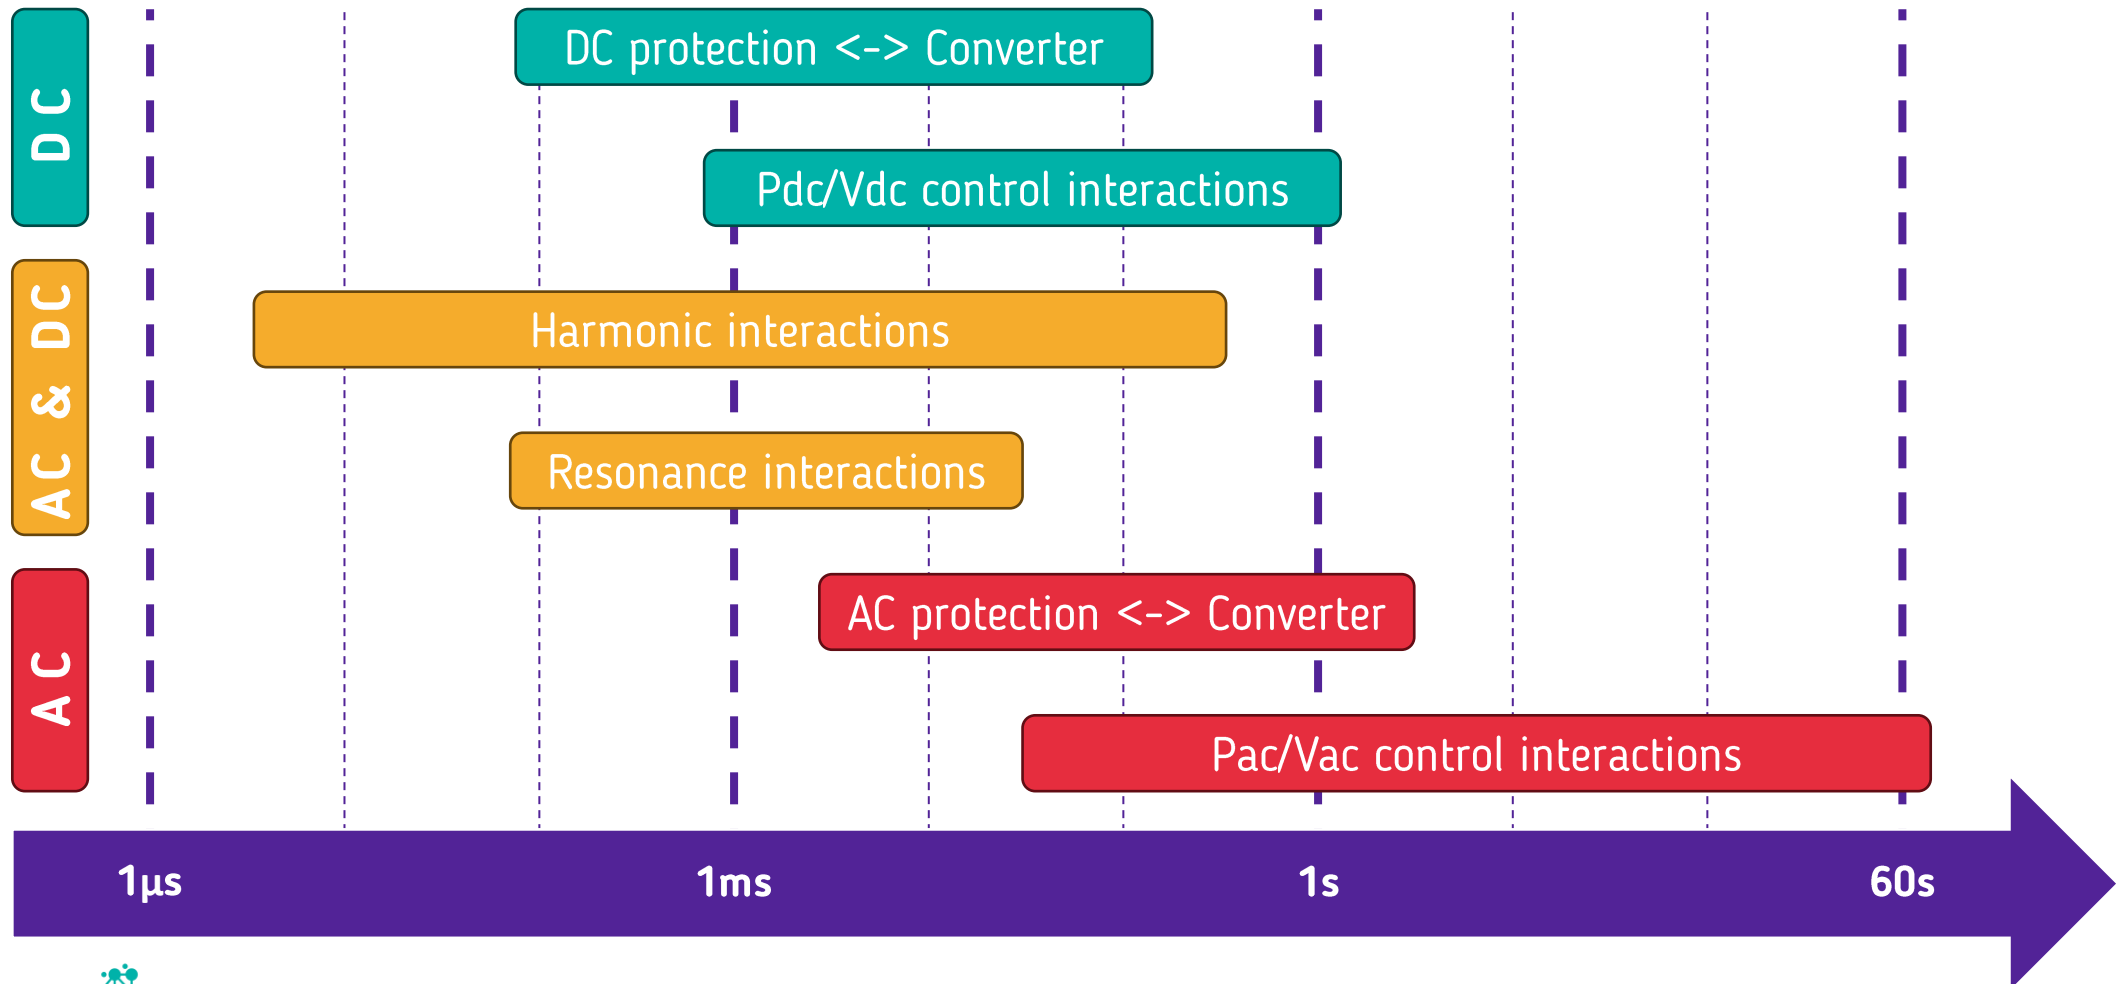 DC
DC protection <-> Converter
Pdc/Vdc control interactions
AC & DC
Harmonic interactions
Resonance interactions
AC
AC protection <-> Converter
Pac/Vac control interactions
1µs
1ms
1s
60s